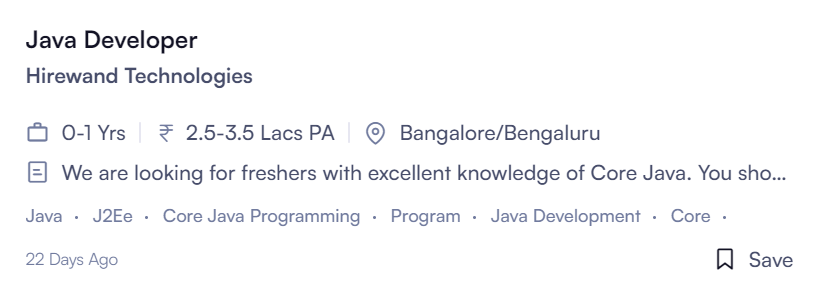 Java Developer
Hirewand Technologies
0-1 Yrs | ₹ 2.5-3.5 Lacs PA | Bangalore/Bengaluru
We are looking for freshers with excellent knowledge of Core Java. You sho...
Java · J2Ee · Core Java Programming · Program · Java Development · Core ·
22 Days Ago Save